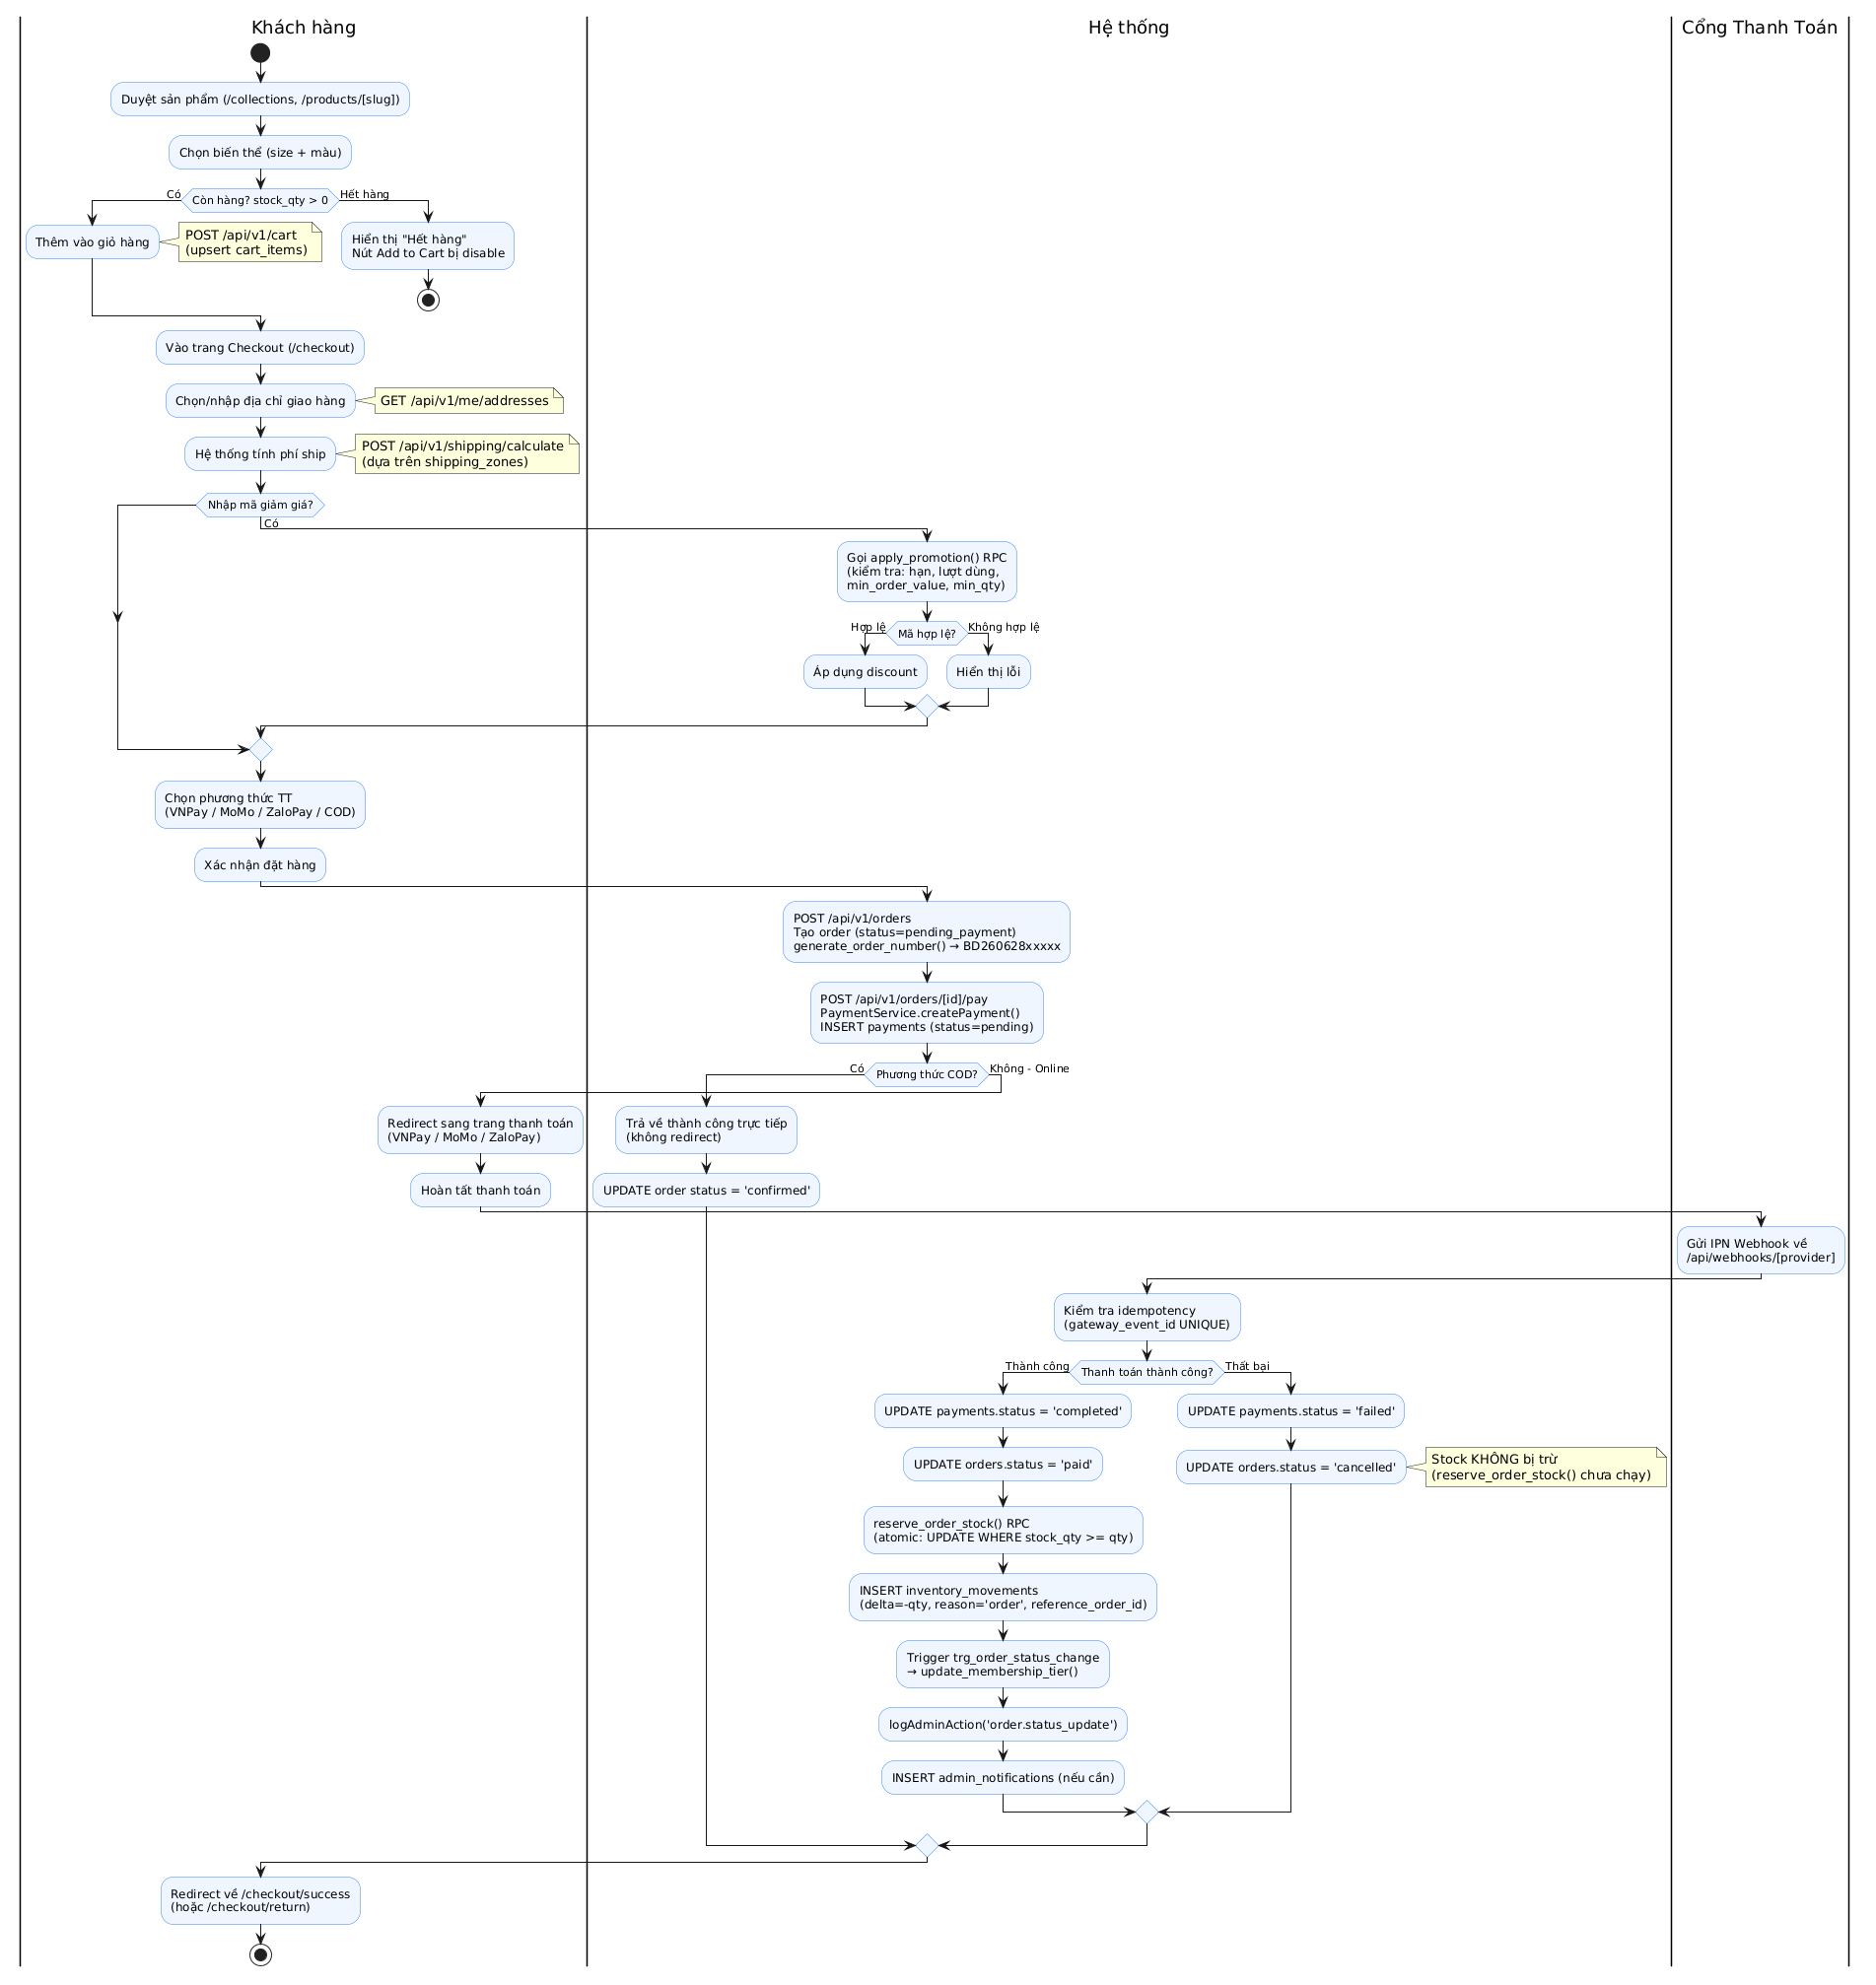 Khách hàng
Hệ thống
Cổng Thanh Toán
Duyệt sản phẩm (/collections, /products/[slug])
Chọn biến thể (size + màu)
Có
Còn hàng? stock_qty > 0
Hết hàng
Thêm vào giỏ hàng
POST /api/v1/cart
(upsert cart_items)
Hiển thị "Hết hàng"
Nút Add to Cart bị disable
Vào trang Checkout (/checkout)
Chọn/nhập địa chỉ giao hàng
GET /api/v1/me/addresses
Hệ thống tính phí ship
POST /api/v1/shipping/calculate
(dựa trên shipping_zones)
Nhập mã giảm giá?
Có
Gọi apply_promotion() RPC
(kiểm tra: hạn, lượt dùng,
min_order_value, min_qty)
Hợp lệ
Mã hợp lệ?
Không hợp lệ
Áp dụng discount
Hiển thị lỗi
Chọn phương thức TT
(VNPay / MoMo / ZaloPay / COD)
Xác nhận đặt hàng
POST /api/v1/orders
Tạo order (status=pending_payment)
generate_order_number() → BD260628xxxxx
POST /api/v1/orders/[id]/pay
PaymentService.createPayment()
INSERT payments (status=pending)
Có
Phương thức COD?
Không - Online
Redirect sang trang thanh toán
(VNPay / MoMo / ZaloPay)
Trả về thành công trực tiếp
(không redirect)
Hoàn tất thanh toán
UPDATE order status = 'confirmed'
Gửi IPN Webhook về
/api/webhooks/[provider]
Kiểm tra idempotency
(gateway_event_id UNIQUE)
Thành công
Thanh toán thành công?
Thất bại
UPDATE payments.status = 'completed'
UPDATE payments.status = 'failed'
UPDATE orders.status = 'paid'
UPDATE orders.status = 'cancelled'
Stock KHÔNG bị trừ
(reserve_order_stock() chưa chạy)
reserve_order_stock() RPC
(atomic: UPDATE WHERE stock_qty >= qty)
INSERT inventory_movements
(delta=-qty, reason='order', reference_order_id)
Trigger trg_order_status_change
→ update_membership_tier()
logAdminAction('order.status_update')
INSERT admin_notifications (nếu cần)
Redirect về /checkout/success
(hoặc /checkout/return)